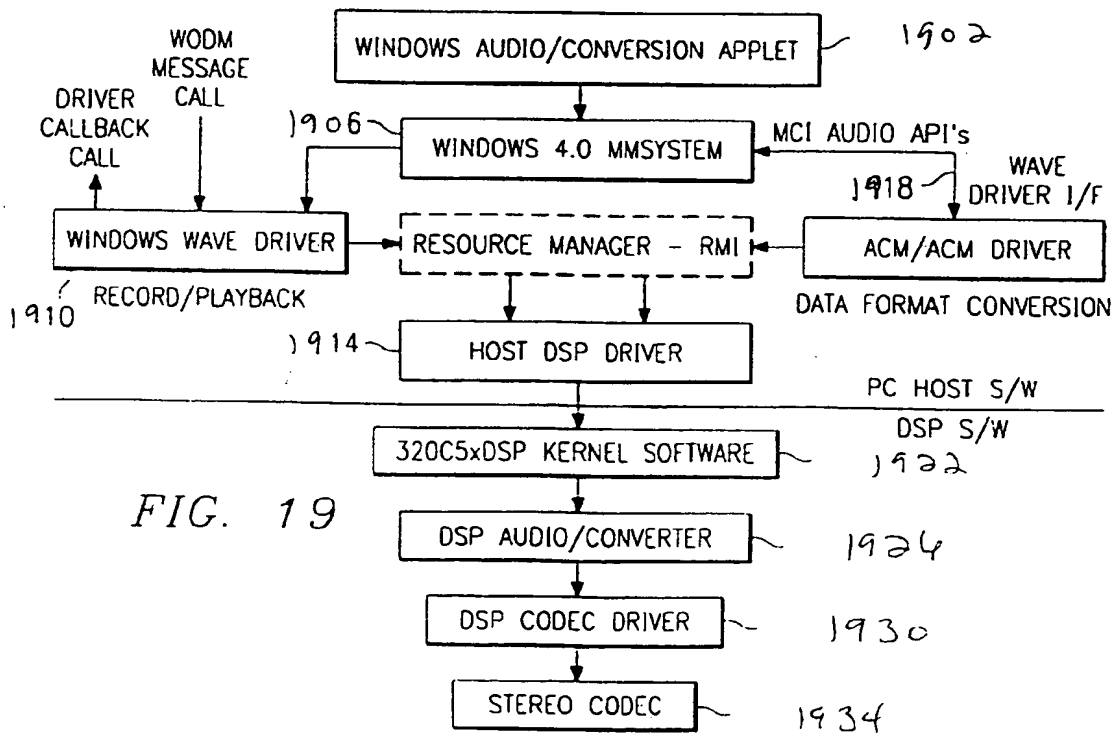 WINDOWS AUDIO/CONVERSION APPLET
1902
WODM
MESSAGE
CALL
DRIVER
CALLBACK
CALL
1906
WINDOWS 4.0 MMSYSTEM
MCI AUDIO API's
1918
WAVE
DRIVER I/F
WINDOWS WAVE DRIVER
RESOURCE MANAGER - RMI
ACM/ACM DRIVER
1910
RECORD/PLAYBACK
DATA FORMAT CONVERSION
1914
HOST DSP DRIVER
PC HOST S/W
DSP S/W
320C5xDSP KERNEL SOFTWARE
1922
FIG. 19
DSP AUDIO/CONVERTER
1926
DSP CODEC DRIVER
1930
STEREO CODEC
1934